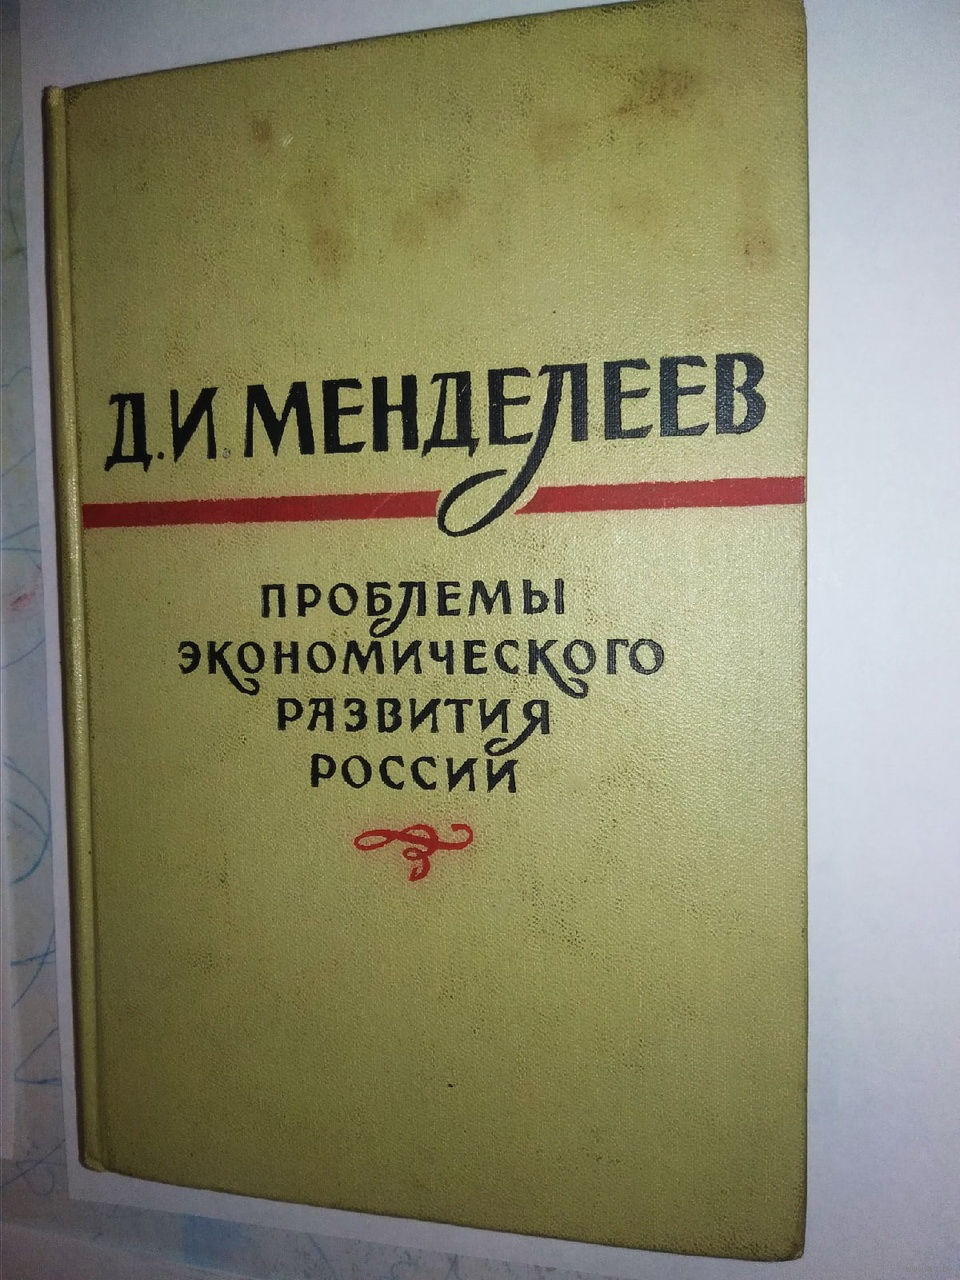 Д.И.МЕНДЕЛЕЕВ
ПРОБЛЕМЫ
ЭКОНОМИЧЕСКОГО
РАЗВИТИЯ
РОССИИ